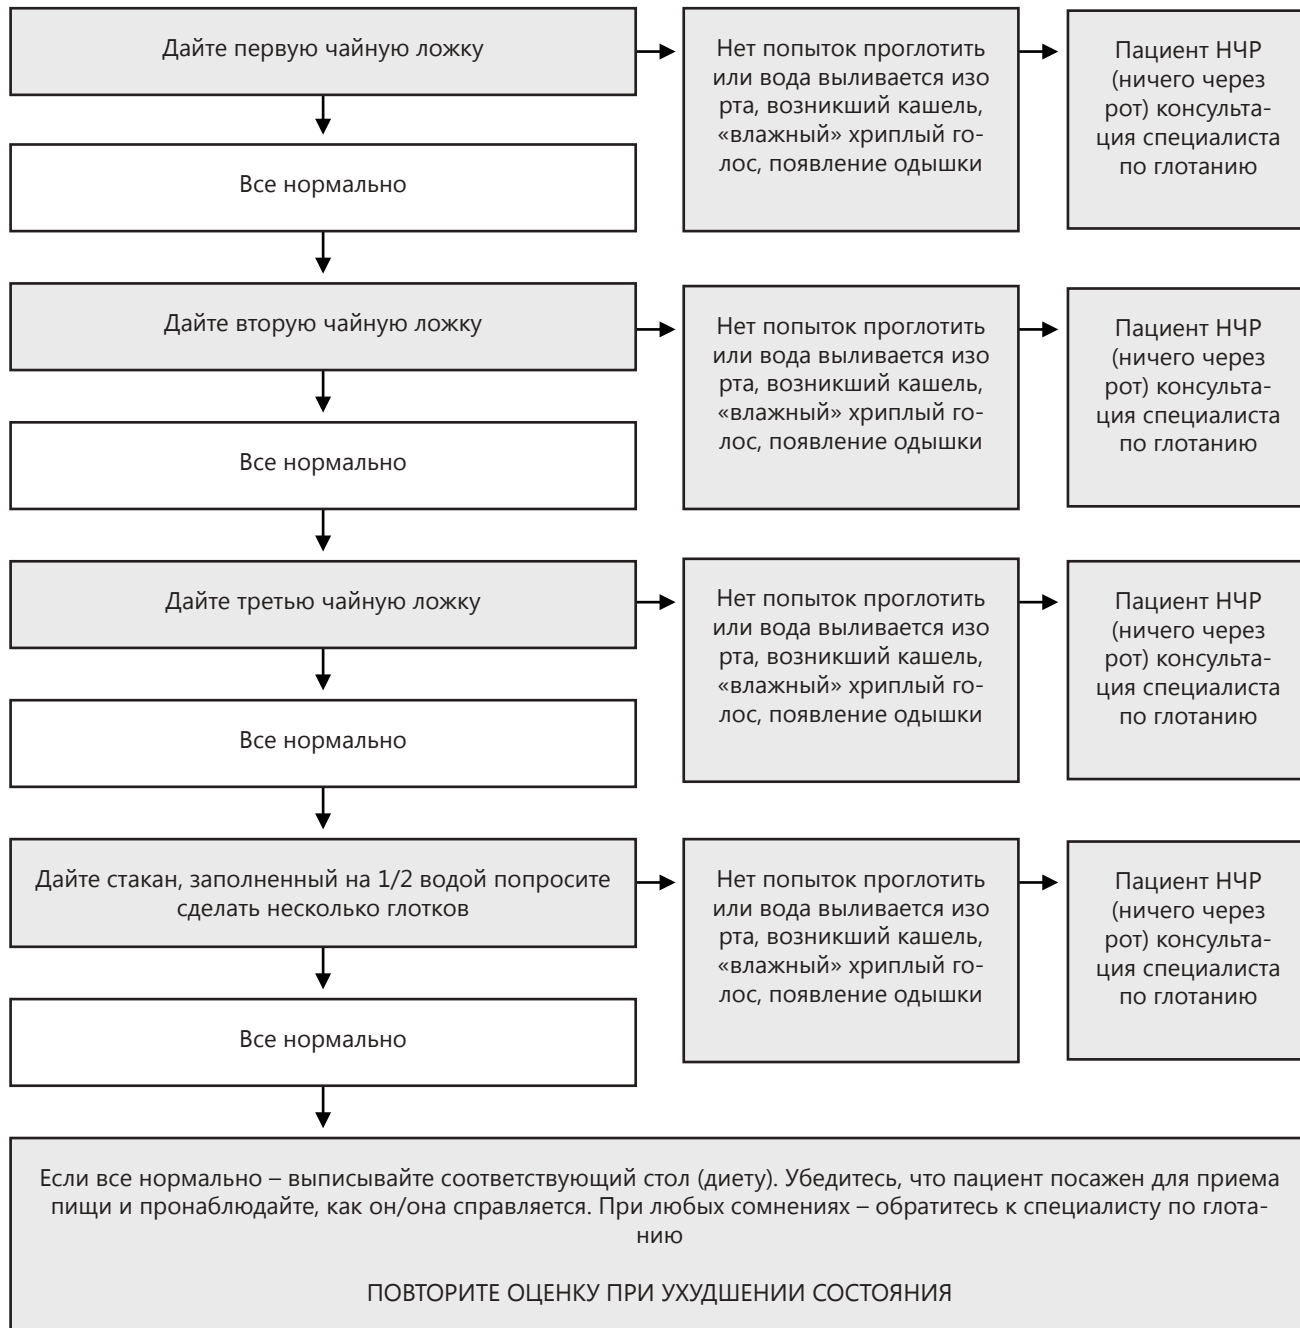 Дайте первую чайную ложку
Нет попыток проглотить
или вода выливается изо
рта, возникший кашель,
«влажный» хриплый го-
лос, появление одышки
Пациент НЧР
(ничего через
рот) консульта-
ция специалиста
по глотанию
Все нормально
Дайте вторую чайную ложку
Нет попыток проглотить
или вода выливается изо
рта, возникший кашель,
«влажный» хриплый го-
лос, появление одышки
Пациент НЧР
(ничего через
рот) консульта-
ция специалиста
по глотанию
Все нормально
Дайте третью чайную ложку
Нет попыток проглотить
или вода выливается изо
рта, возникший кашель,
«влажный» хриплый го-
лос, появление одышки
Пациент НЧР
(ничего через
рот) консульта-
ция специалиста
по глотанию
Все нормально
Дайте стакан, заполненный на 1/2 водой попросите
сделать несколько глотков
Нет попыток проглотить
или вода выливается изо
рта, возникший кашель,
«влажный» хриплый го-
лос, появление одышки
Пациент НЧР
(ничего через
рот) консульта-
ция специалиста
по глотанию
Все нормально
Если все нормально – выписывайте соответствующий стол (диету). Убедитесь, что пациент посажен для приема
пищи и пронаблюдайте, как он/она справляется. При любых сомнениях – обратитесь к специалисту по глота-
нию
ПОВТОРИТЕ ОЦЕНКУ ПРИ УХУДШЕНИИ СОСТОЯНИЯ